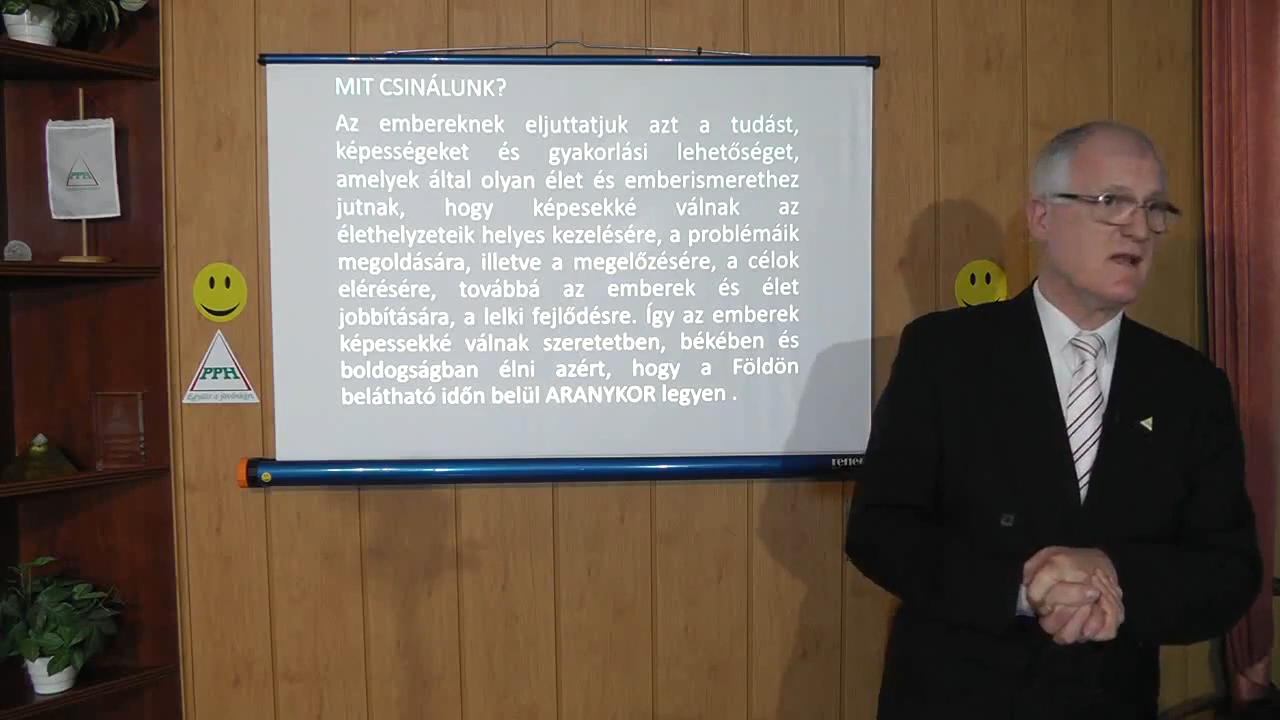 MIT CSINÁLUNK?
Az embereknek eljuttatjuk azt a tudást,
képességeket és gyakorlási lehetőséget,
amelyek által olyan élet és emberismerethez
jutnak, hogy képesekké válnak az
élethelyzeteik helyes kezelésére, a problémáik
megoldására, illetve a megelőzésére, a célok
elérésére, továbbá az emberek és élet
jobbítására, a lelki fejlődésre. Így az emberek
képessekké válnak szeretetben, békében és
boldogságban élni azért, hogy a Földön
belátható időn belül ARANYKOR legyen .
PPH
PPH
Együtt a jövőnkért